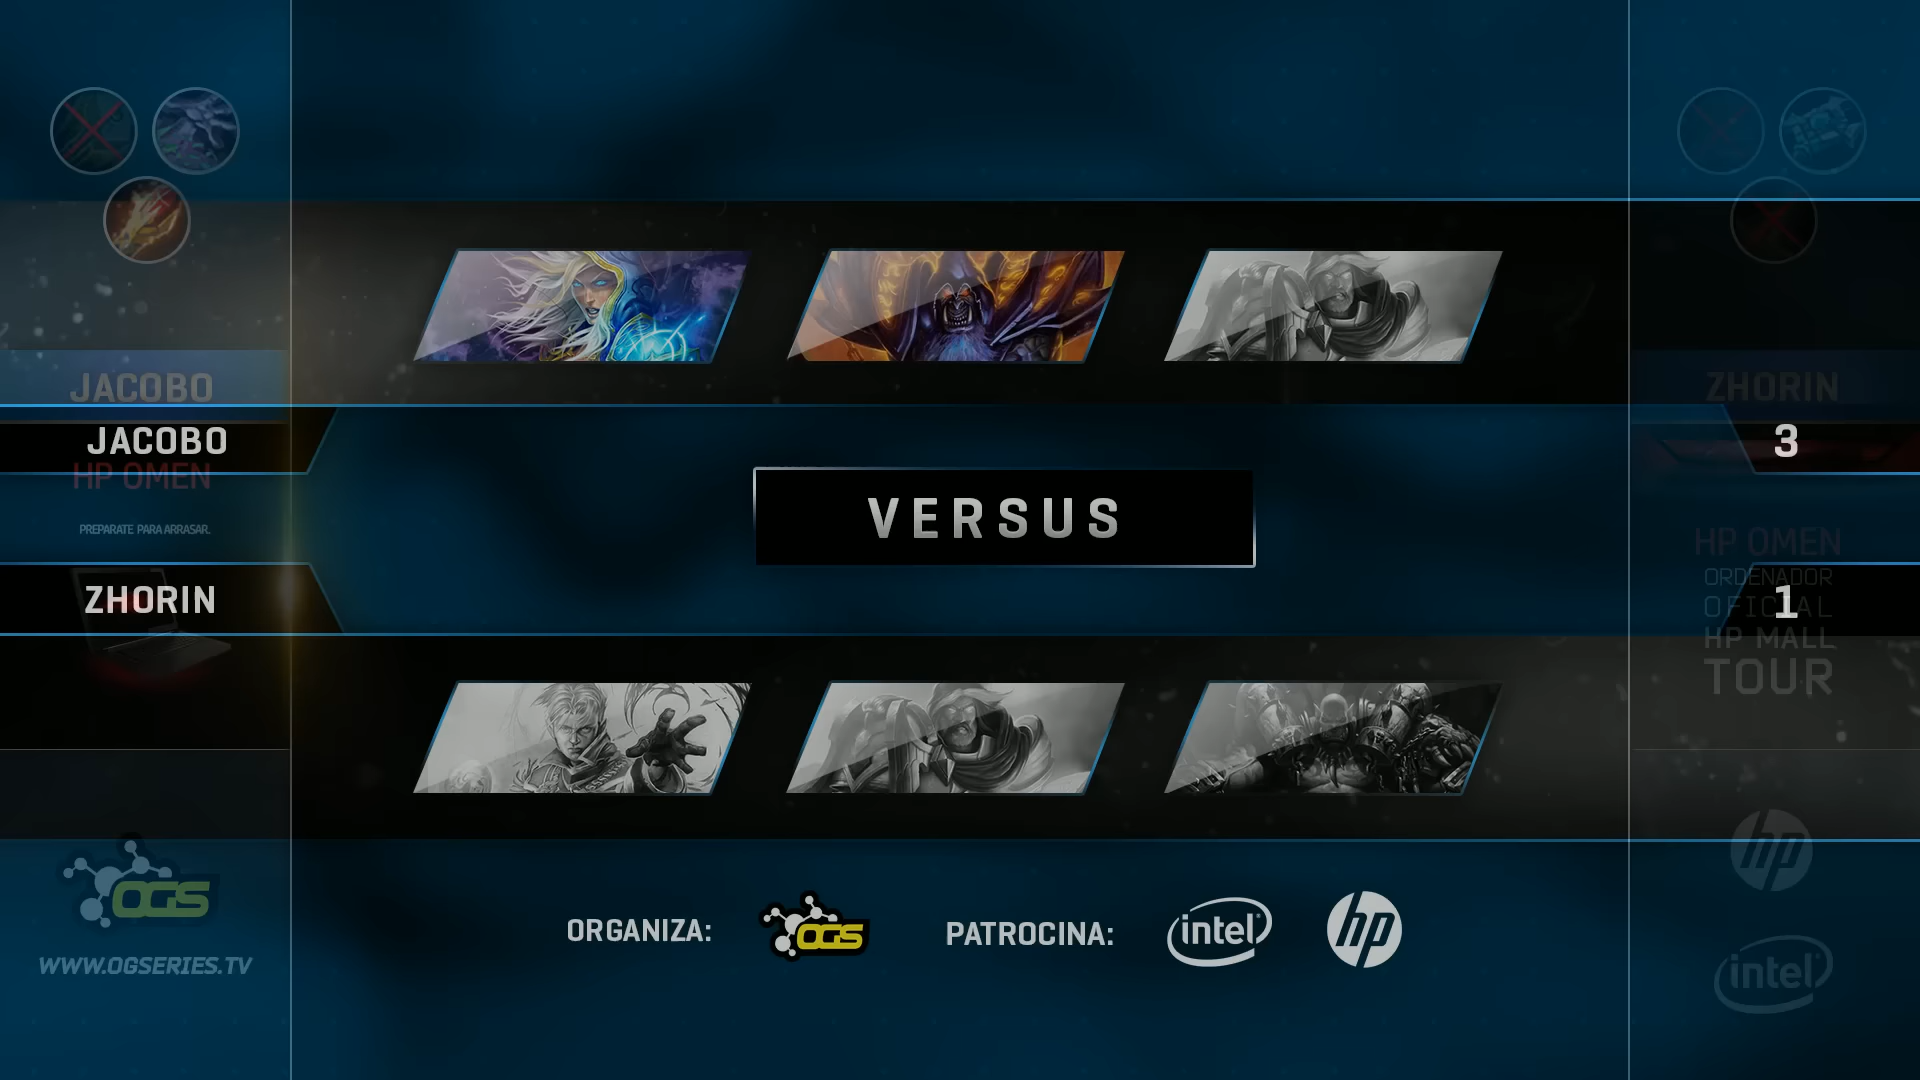 JACOBO
JACOBO
HP OMEN
PREPARATE PARA ARRASAR.
ZHORIN
OGS
WWW.OGSERIES.TV
VERSUS
ORGANIZA:
OGS
PATROCINA:
intel
hp
ZHORIN
3
HP OMEN
ORDENADOR
OFICIAL
1
HP MALL
TOUR
hp
intel